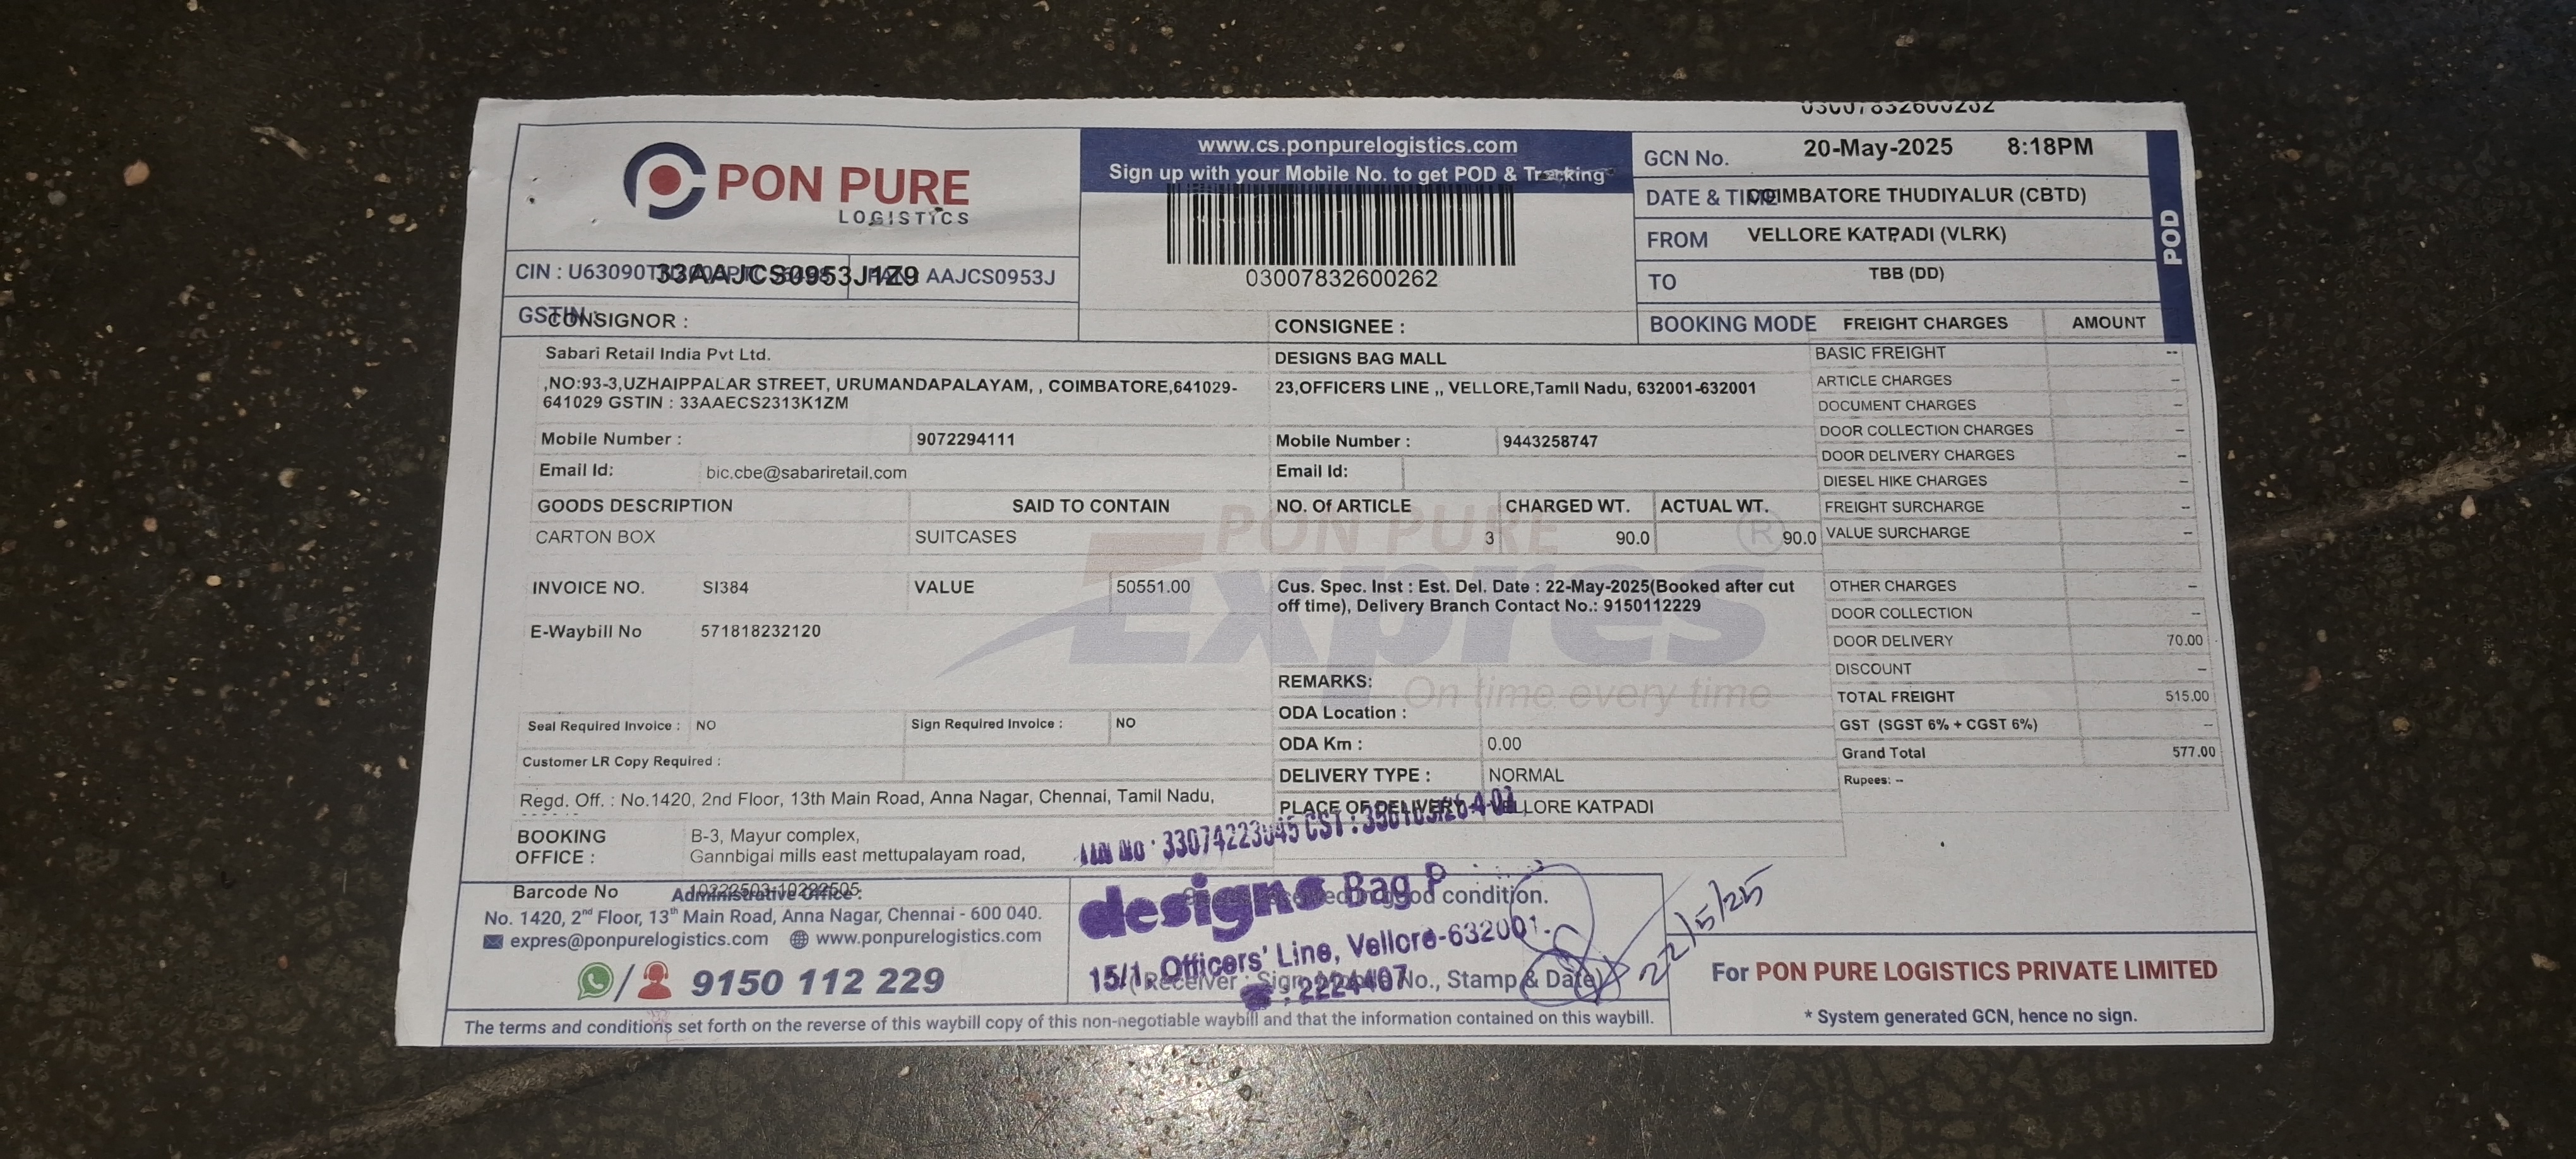 03007832600262
PON PURE
LOGISTICS
www.cs.ponpurelogistics.com
Sign up with your Mobile No. to get POD & Tracking
03007832600262
GCN No. 20-May-2025 8:18PM
DATE & TIME COIMBATORE THUDIYALUR (CBTD)
FROM VELLORE KATPADI (VLRK)
TO TBB (DD)
BOOKING MODE
POD
CIN : 33AAJCS0953J1Z9 AAJCS0953J
GSTIN
CONSIGNOR :
CONSIGNEE :
FREIGHT CHARGES AMOUNT
Sabari Retail India Pvt Ltd.
,NO:93-3,UZHAIPPALAR STREET, URUMANDAPALAYAM, , COIMBATORE,641029-
641029 GSTIN : 33AAECS2313K1ZM
Mobile Number : 9072294111
Email Id: bic.cbe@sabariretail.com
DESIGNS BAG MALL
23,OFFICERS LINE ,, VELLORE,Tamil Nadu, 632001-632001
Mobile Number : 9443258747
Email Id:
GOODS DESCRIPTION SAID TO CONTAIN NO. Of ARTICLE CHARGED WT. ACTUAL WT.
CARTON BOX SUITCASES 3 90.0 90.0
PON PURE
Expres ®
On time every time
INVOICE NO. SI384 VALUE 50551.00
E-Waybill No 571818232120
Cus. Spec. Inst : Est. Del. Date : 22-May-2025(Booked after cut
off time), Delivery Branch Contact No.: 9150112229
REMARKS:
ODA Location :
ODA Km : 0.00
DELIVERY TYPE : NORMAL
PLACE OF DELIVERY VELLORE KATPADI
Seal Required Invoice : NO Sign Required Invoice : NO
Customer LR Copy Required :
Regd. Off. : No.1420, 2nd Floor, 13th Main Road, Anna Nagar, Chennai, Tamil Nadu,
BOOKING OFFICE : B-3, Mayur complex,
Gannbigai mills east mettupalayam road,
BASIC FREIGHT --
ARTICLE CHARGES --
DOCUMENT CHARGES --
DOOR COLLECTION CHARGES --
DOOR DELIVERY CHARGES --
DIESEL HIKE CHARGES --
FREIGHT SURCHARGE --
VALUE SURCHARGE --
OTHER CHARGES --
DOOR COLLECTION --
DOOR DELIVERY 70.00
DISCOUNT --
TOTAL FREIGHT 515.00
GST (SGST 6% + CGST 6%) --
Grand Total 577.00
Rupees: --
Barcode No 10222503-10222505
Administrative Office :
No. 1420, 2nd Floor, 13th Main Road, Anna Nagar, Chennai - 600 040.
expres@ponpurelogistics.com www.ponpurelogistics.com
/ 9150 112 229
designs Bag
15/1, Officers' Line, Vellore-632001.
2224407
good condition.
(Receiver Sign No., Stamp & Date)
22/5/25
For PON PURE LOGISTICS PRIVATE LIMITED
* System generated GCN, hence no sign.
The terms and conditions set forth on the reverse of this waybill copy of this non-negotiable waybill and that the information contained on this waybill.